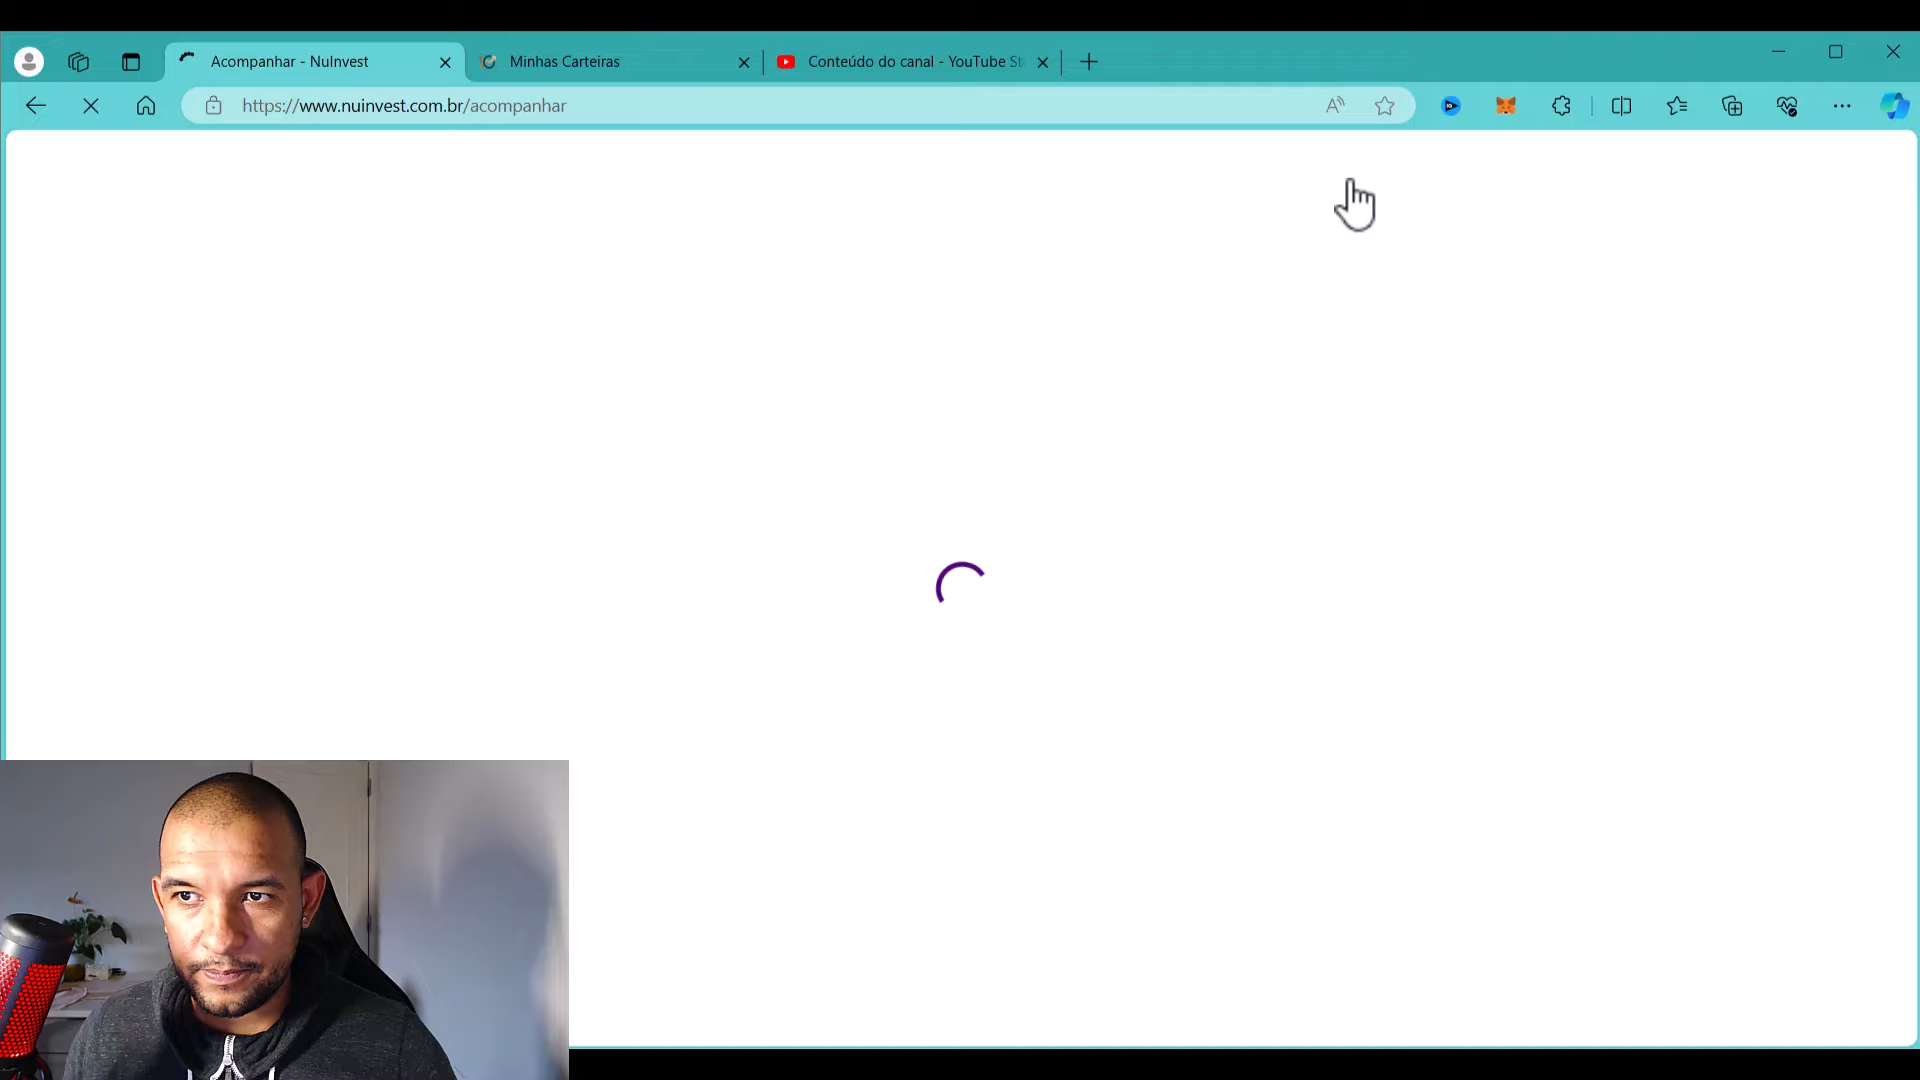 Acompanhar - NuInvest
Minhas Carteiras
Conteúdo do canal - YouTube St
https://www.nuinvest.com.br/acompanhar